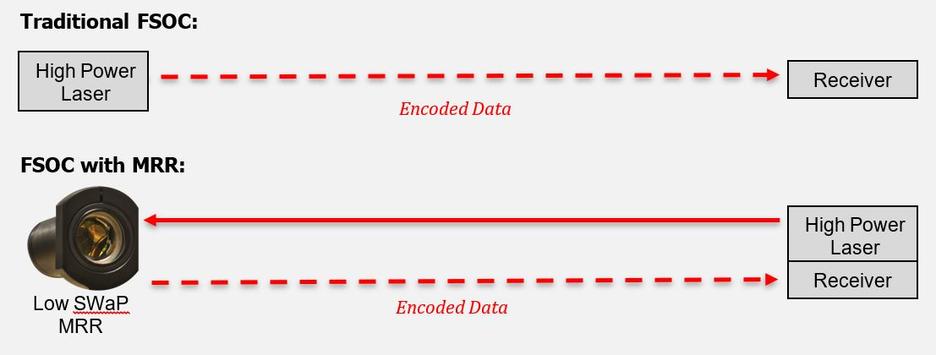 Traditional FSOC:
High Power
Laser
Receiver
Encoded Data
FSOC with MRR:
High Power
Laser
Receiver
Low SWaP
MRR
Encoded Data